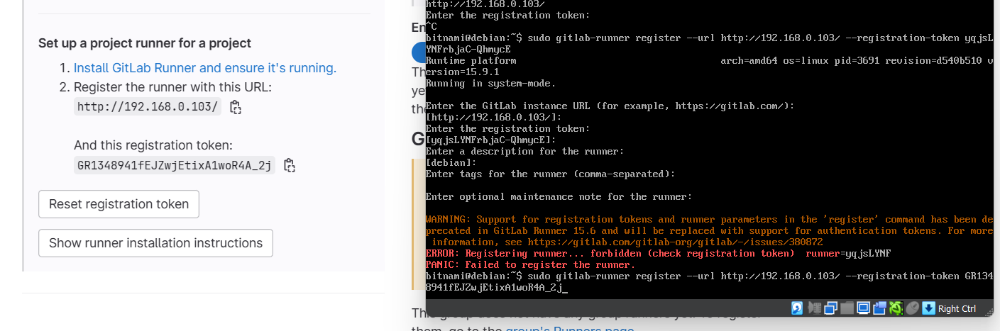 Set up a project runner for a project
1. Install GitLab Runner and ensure it's running.
2. Register the runner with this URL:
http://192.168.0.103/
And this registration token:
GR1348941fEJZwjEtixA1woR4A_2j
Reset registration token
Show runner installation instructions
En
Th
ye
the
G
http://192.168.0.103/
Enter the registration token:
^C
bitnami@debian:~$ sudo gitlab-runner register --url http://192.168.0.103/ --registration-token yqjsL
YNFrbjaC-QhmycE
Runtime platform arch=amd64 os=linux pid=3691 revision=d540b510 v
ersion=15.9.1
Running in system-mode.
Enter the GitLab instance URL (for example, https://gitlab.com/):
[http://192.168.0.103/]:
Enter the registration token:
[yqjsLYNFrbjaC-QhmycE]:
Enter a description for the runner:
[debian]:
Enter tags for the runner (comma-separated):
Enter optional maintenance note for the runner:
WARNING: Support for registration tokens and runner parameters in the 'register' command has been de
precated in GitLab Runner 15.6 and will be replaced with support for authentication tokens. For more
information, see https://gitlab.com/gitlab-org/gitlab/-/issues/380872
ERROR: Registering runner... forbidden (check registration token) runner=yqjsLYNF
PANIC: Failed to register the runner.
bitnami@debian:~$ sudo gitlab-runner register --url http://192.168.0.103/ --registration-token GR134
8941fEJZwjEtixA1woR4A_2j_
Right Ctrl
them, go to the group's Runners page